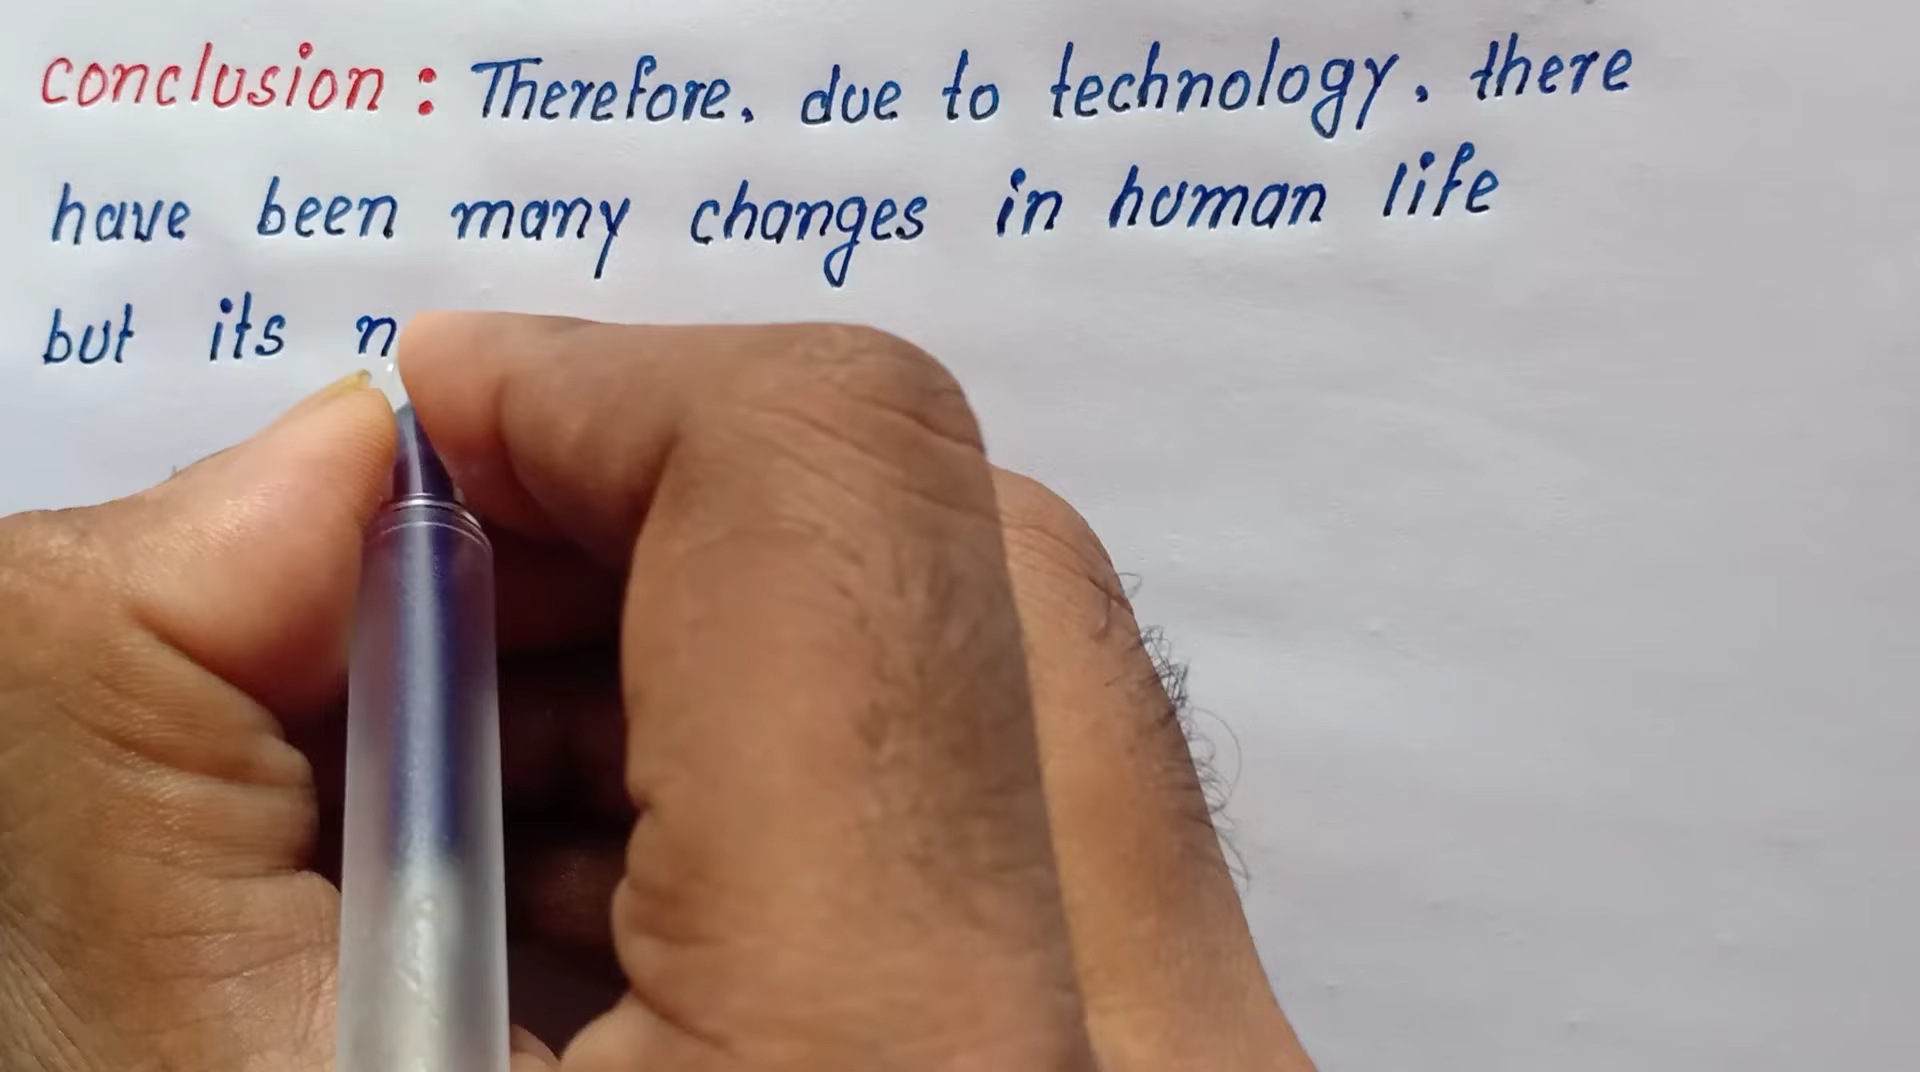 conclusion : Therefore, due to technology, there
have been many changes in human life
but its n